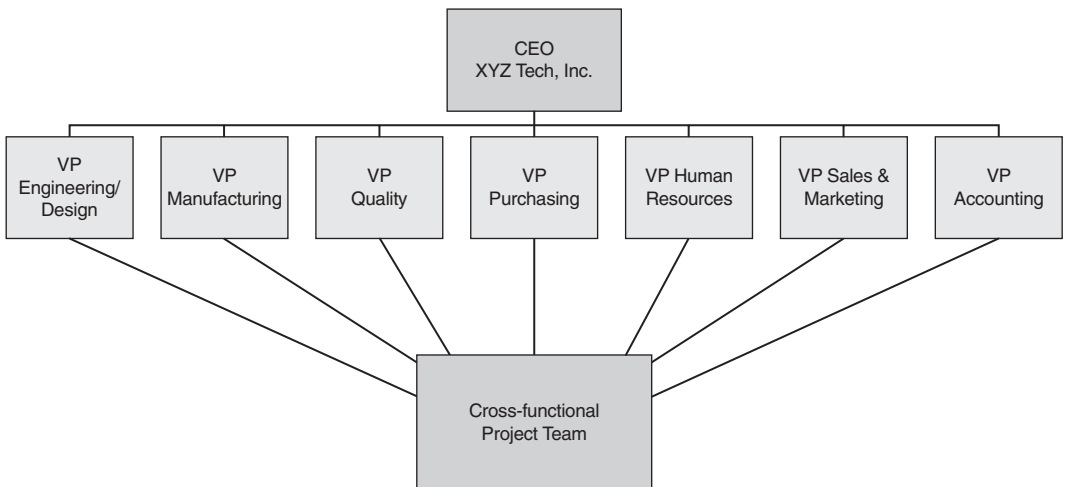 CEO
XYZ Tech, Inc.
VP
Engineering/
Design
VP
Manufacturing
VP
Quality
VP
Purchasing
VP Human
Resources
VP Sales &
Marketing
VP
Accounting
Cross-functional
Project Team